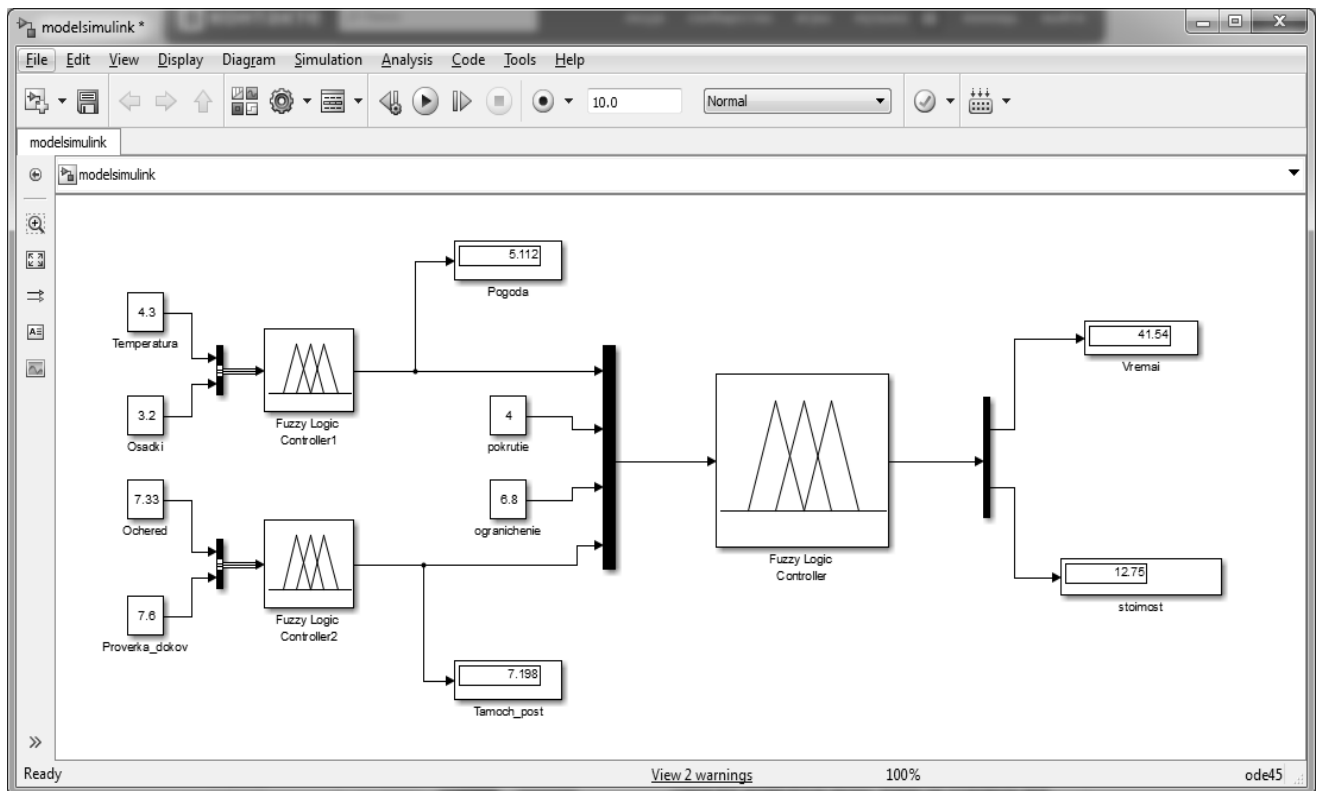 modelsimulink *
File Edit View Display Diagram Simulation Analysis Code Tools Help
10.0 Normal
modelsimulink
modelsimulink
5.112
Pogoda
4.3
Temperatura
3.2
Osadki
Fuzzy Logic
Controller1
4
pokrutie
41.54
Vremai
7.33
Ochered
6.8
ogranichenie
Fuzzy Logic
Controller
12.75
stoimost
7.6
Proverka_dokov
Fuzzy Logic
Controller2
7.198
Tamoch_post
Ready View 2 warnings 100% ode45